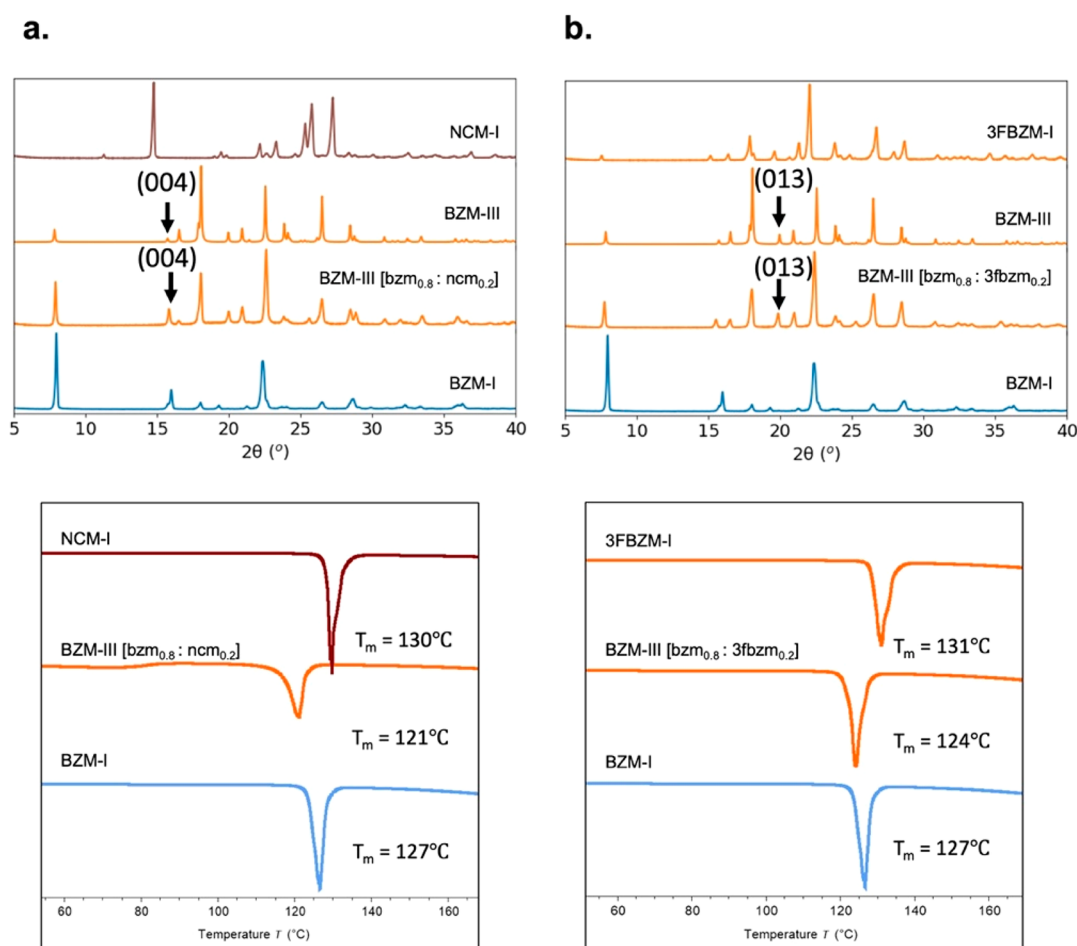 a.
NCM-I
(004)
BZM-III
(004)
BZM-III [bzm0.8 : ncm0.2]
BZM-I
5 10 15 20 25 30 35 40
2θ (o)
b.
3FBZM-I
(013)
BZM-III
(013)
BZM-III [bzm0.8 : 3fbzm0.2]
BZM-I
5 10 15 20 25 30 35 40
2θ (o)
NCM-I
Tm = 130°C
BZM-III [bzm0.8 : ncm0.2]
Tm = 121°C
BZM-I
Tm = 127°C
60 80 100 120 140 160
Temperature T (°C)
3FBZM-I
Tm = 131°C
BZM-III [bzm0.8 : 3fbzm0.2]
Tm = 124°C
BZM-I
Tm = 127°C
60 80 100 120 140 160
Temperature T (°C)